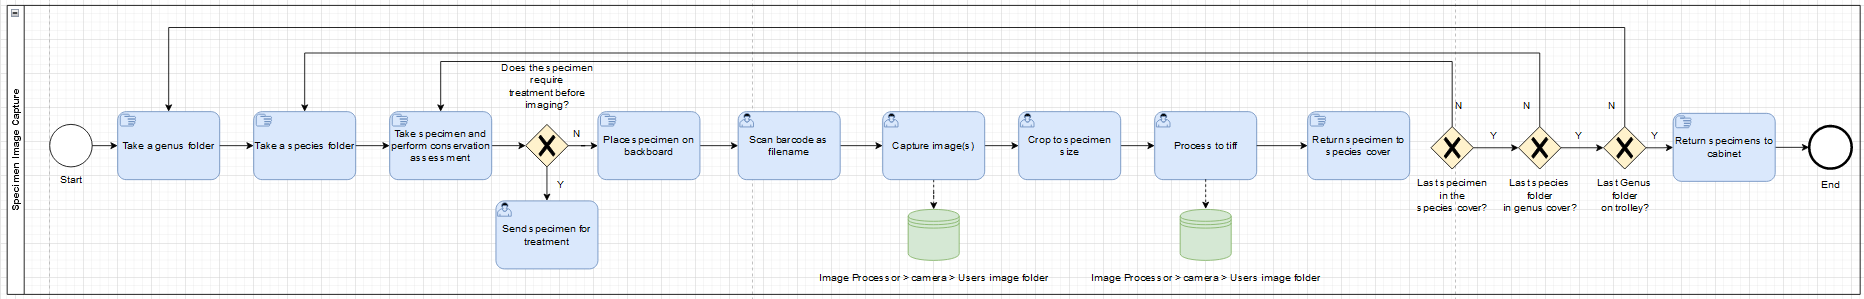 Specimen Image Capture
Start
Take a genus folder
Take a species folder
Take specimen and
perform conservation
assessment
Does the specimen
require
treatment before
imaging?
N
Y
Send specimen for
treatment
Place specimen on
backboard
Scan barcode as
filename
Capture image(s)
Image Processor > camera > Users image folder
Crop to specimen
size
Process to tiff
Image Processor > camera > Users image folder
Return specimen to
species cover
N
Last specimen
in the
species cover?
Y
N
Last species
folder
in genus cover?
Y
N
Last Genus
folder
on trolley?
Y
Return specimens to
cabinet
End